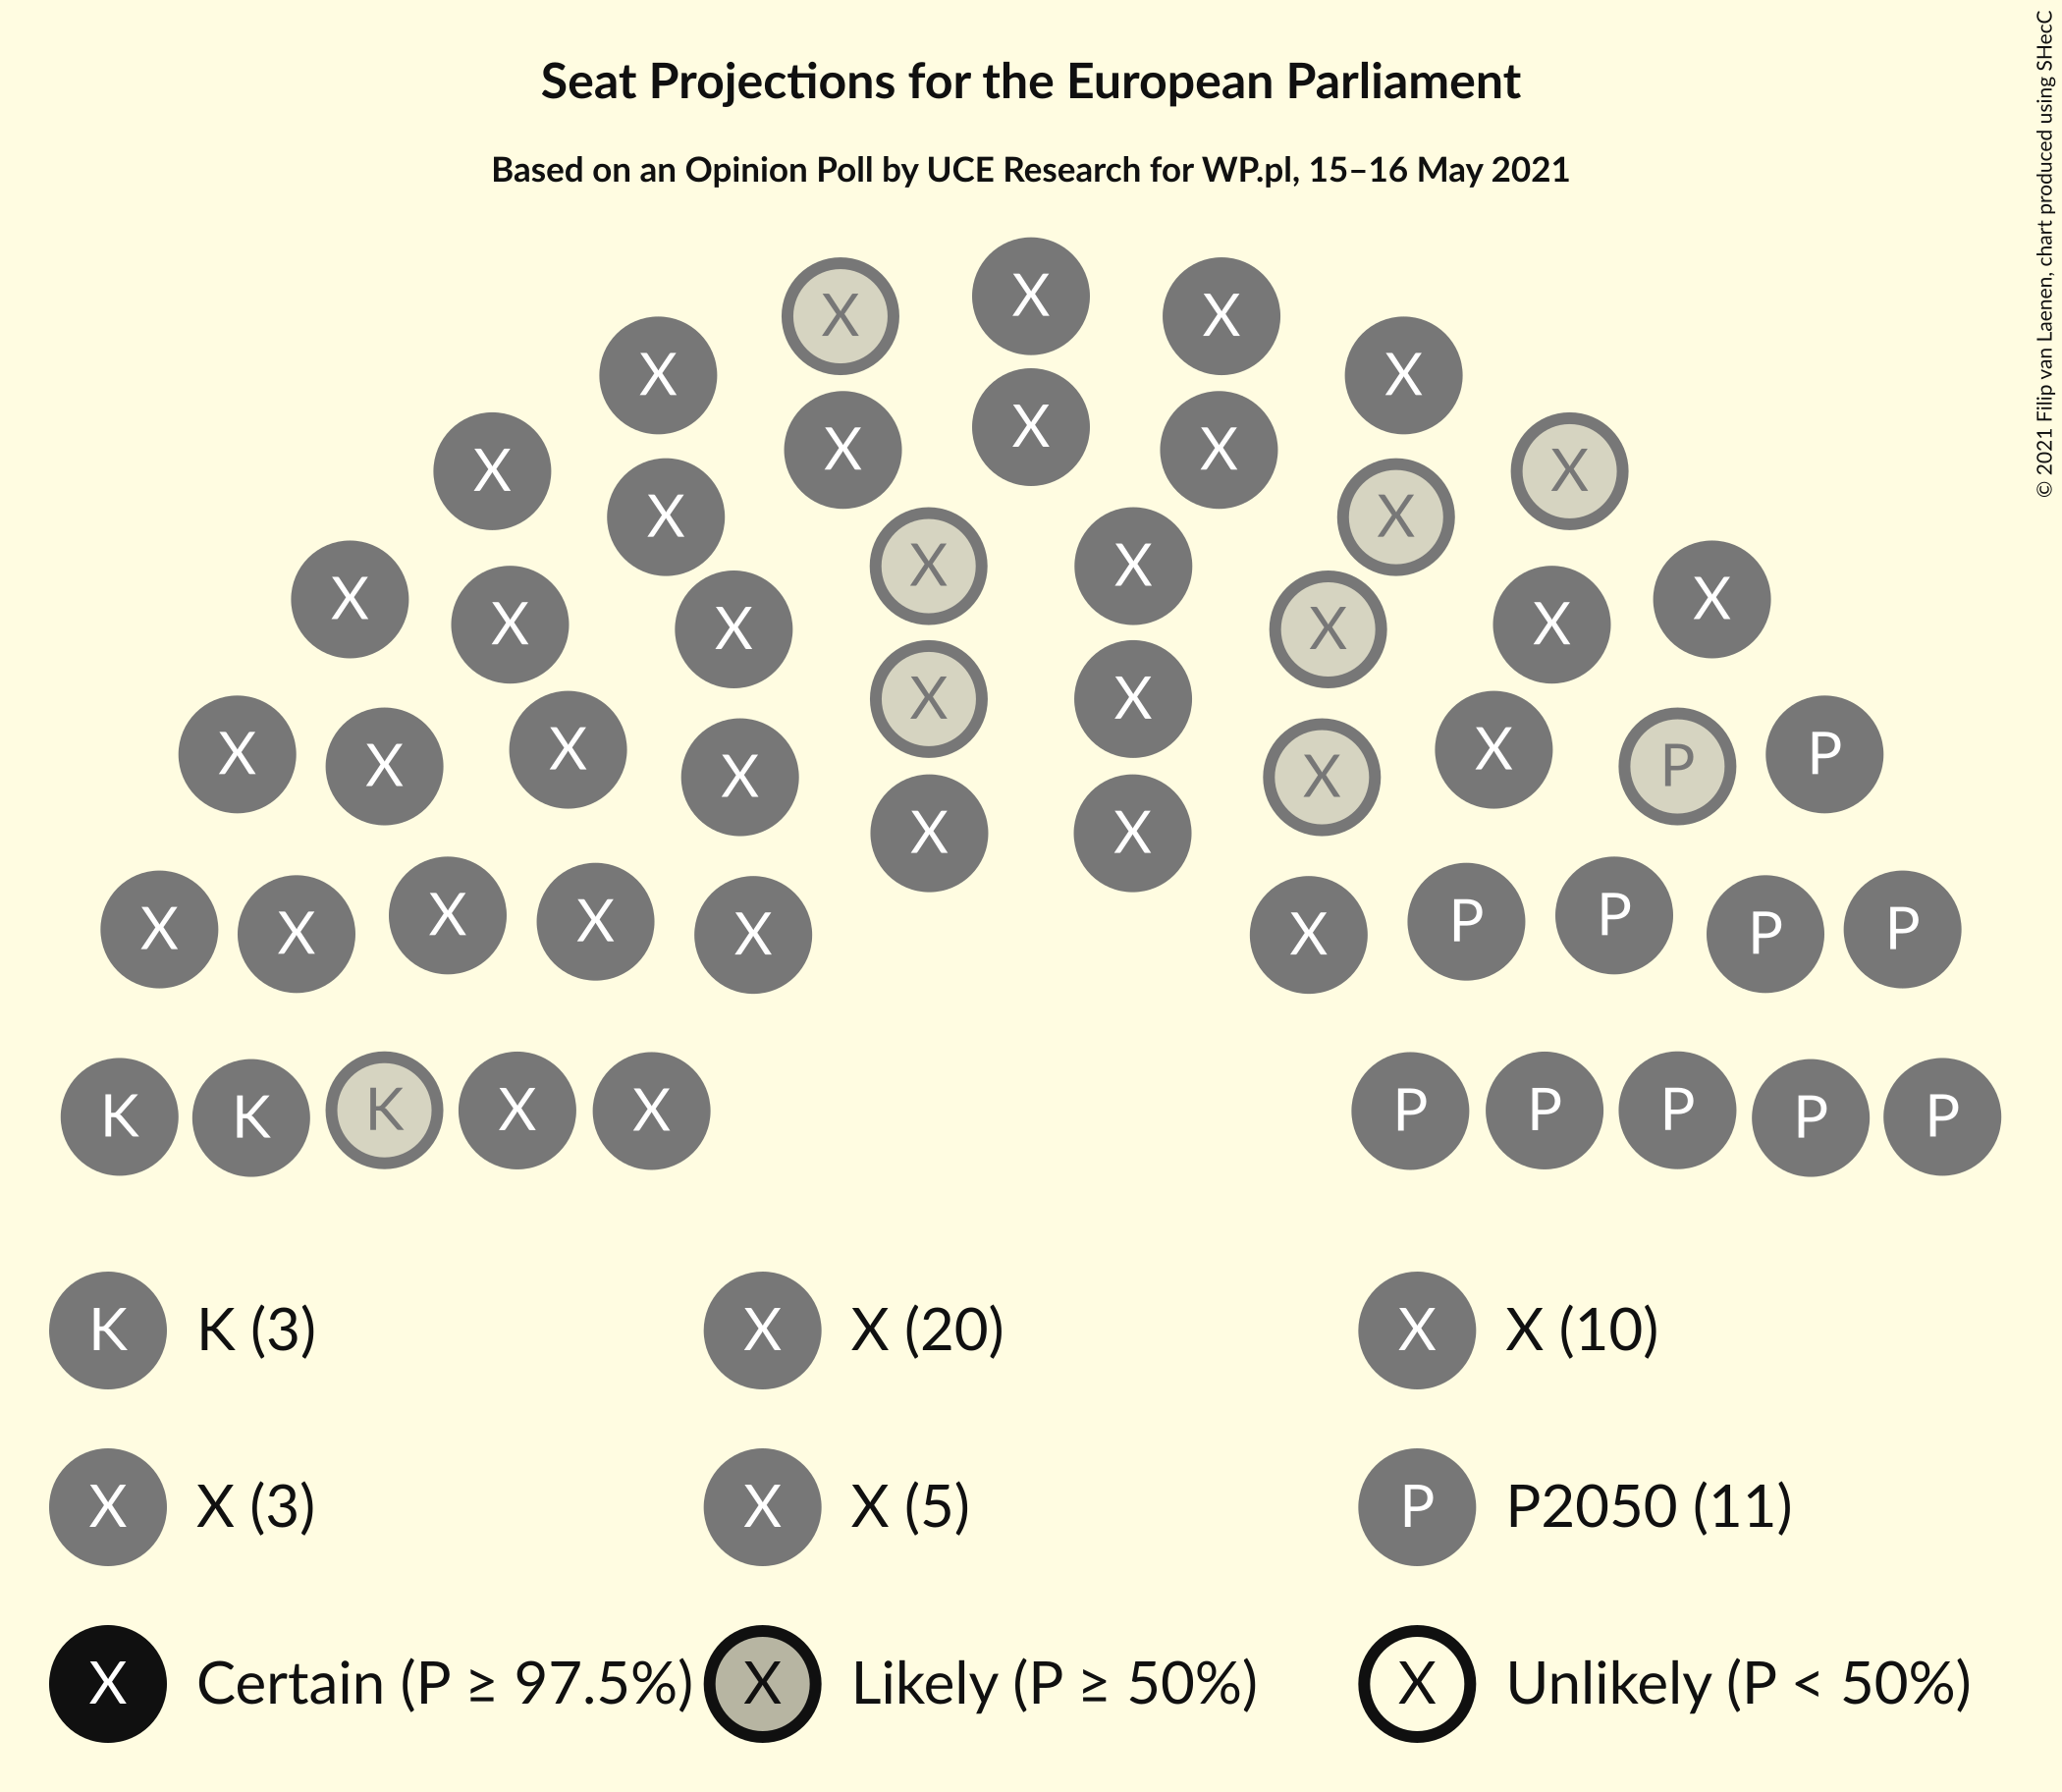 Seat Projections for the European Parliament
Based on an Opinion Poll by UCE Research for WP.pl, 15–16 May 2021
© 2021 Filip van Laenen, chart produced using SHecC
X
X X
X X
X
X X
X X
X X
X X
X X
X X
X X
X X
X X
X X
X X
X X
X P P
X X
X X
X X X X X
X P P P P
K K K X X
P P P P P
K K (3)
X X (20)
X X (10)
X X (3)
X X (5)
P P2050 (11)
X Certain (P ≥ 97.5%)
X Likely (P ≥ 50%)
X Unlikely (P < 50%)